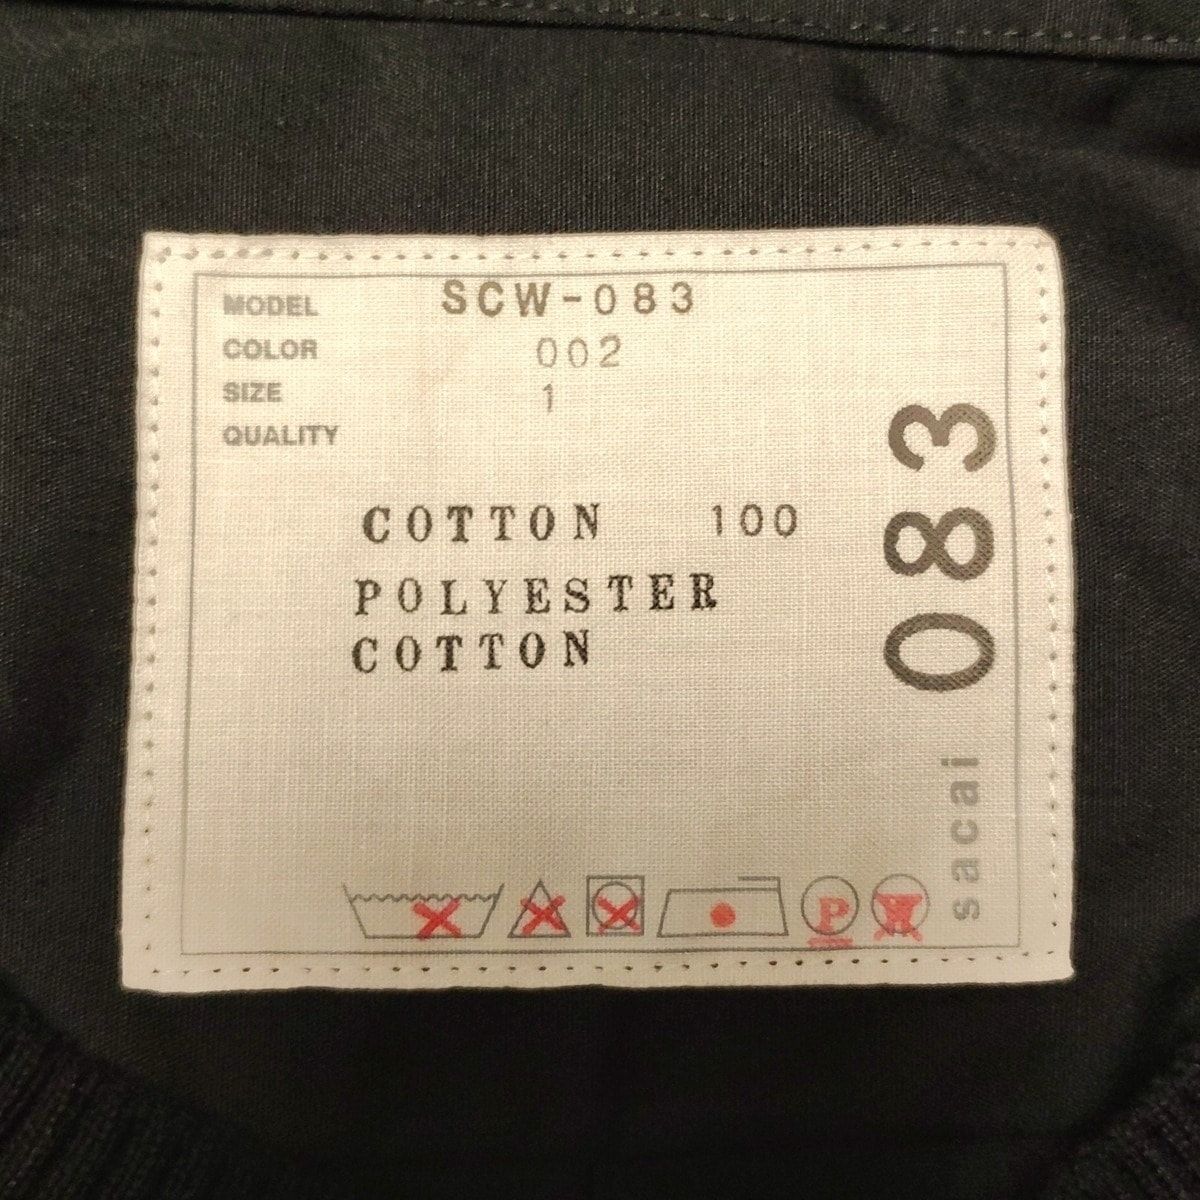 MODEL SCW-083
COLOR 002
SIZE 1
QUALITY
COTTON 100
POLYESTER
COTTON
P
W
sacai 083